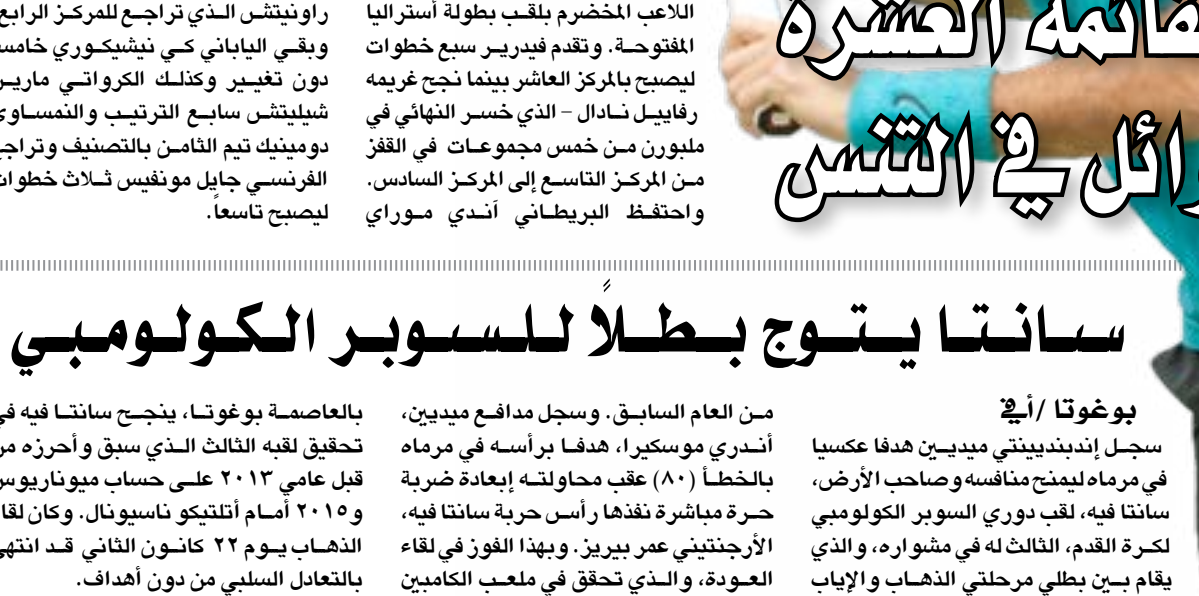 قائمة العشرة
وائل في التنس
اللاعب المخضرم بلقب بطولة أستراليا
المفتوحة. وتقدم فيدرير سبع خطوات
ليصبح بالمركز العاشر بينما نجح غريمه
رفاييل نادال – الذي خسر النهائي في
ملبورن من خمس مجموعات في القفز
من المركز التاسع إلى المركز السادس.
واحتفظ البريطاني آندي موراي
راونيتش الذي تراجع للمركز الرابع
وبقي الياباني كي نيشيكوري خامس
دون تغيير وكذلك الكرواتي مارين
شيليتش سابع الترتيب والنمساوي
دومينيك تيم الثامن بالتصنيف وتراجع
الفرنسي جايل مونفيس ثلاث خطوات
ليصبح تاسعاً.
سانتا يتوج بطلاً للسوبر الكولومبي
بوغوتا /أ في
سجل إندبنديينتي ميديين هدفا عكسيا
في مرماه ليمنح منافسه وصاحب الأرض،
سانتا فيه، لقب دوري السوبر الكولومبي
لكرة القدم، الثالث له في مشواره، والذي
يقام بين بطلي مرحلتي الذهاب والإياب
من العام السابق. وسجل مدافع ميديين،
أندري موسكيرا، هدفا برأسه في مرماه
بالخطأ (٨٠) عقب محاولته إبعادة ضربة
حرة مباشرة نفذها رأس حربة سانتا فيه،
الأرجنتيني عمر بيريز. وبهذا الفوز في لقاء
العودة، والذي تحقق في ملعب الكامبين
بالعاصمة بوغوتا، ينجح سانتا فيه في
تحقيق لقبه الثالث الذي سبق وأحرزه من
قبل عامي ٢٠١٣ على حساب ميوناريوس
و٢٠١٥ أمام أتلتيكو ناسيونال. وكان لقاء
الذهاب يوم ٢٢ كانون الثاني قد انتهى
بالتعادل السلبي من دون أهداف.